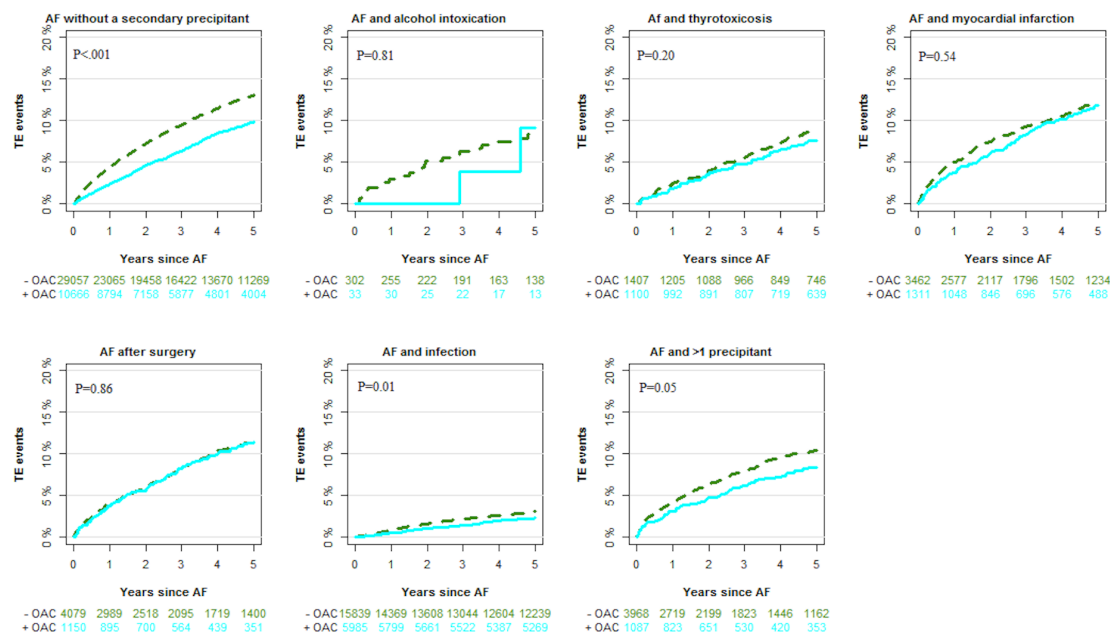 AF without a secondary precipitant
P<.001
TE events
0 % 5 % 10 % 15 % 20 %
0 1 2 3 4 5
Years since AF
- OAC 29057 23065 19458 16422 13670 11269
+ OAC 10666 8794 7158 5877 4801 4004
AF and alcohol intoxication
P=0.81
TE events
0 % 5 % 10 % 15 % 20 %
0 1 2 3 4 5
Years since AF
- OAC 302 255 222 191 163 138
+ OAC 33 30 25 22 17 13
Af and thyrotoxicosis
P=0.20
TE events
0 % 5 % 10 % 15 % 20 %
0 1 2 3 4 5
Years since AF
- OAC 1407 1205 1088 966 849 746
+ OAC 1100 992 891 807 719 639
AF and myocardial infarction
P=0.54
TE events
0 % 5 % 10 % 15 % 20 %
0 1 2 3 4 5
Years since AF
- OAC 3462 2577 2117 1796 1502 1234
+ OAC 1311 1048 846 696 576 488
AF after surgery
P=0.86
TE events
0 % 5 % 10 % 15 % 20 %
0 1 2 3 4 5
Years since AF
- OAC 4079 2989 2518 2095 1719 1400
+ OAC 1150 895 700 564 439 351
AF and infection
P=0.01
TE events
0 % 5 % 10 % 15 % 20 %
0 1 2 3 4 5
Years since AF
- OAC 15839 14369 13608 13044 12604 12239
+ OAC 5985 5799 5661 5522 5387 5269
AF and >1 precipitant
P=0.05
TE events
0 % 5 % 10 % 15 % 20 %
0 1 2 3 4 5
Years since AF
- OAC 3968 2719 2199 1823 1446 1162
+ OAC 1087 823 651 530 420 353